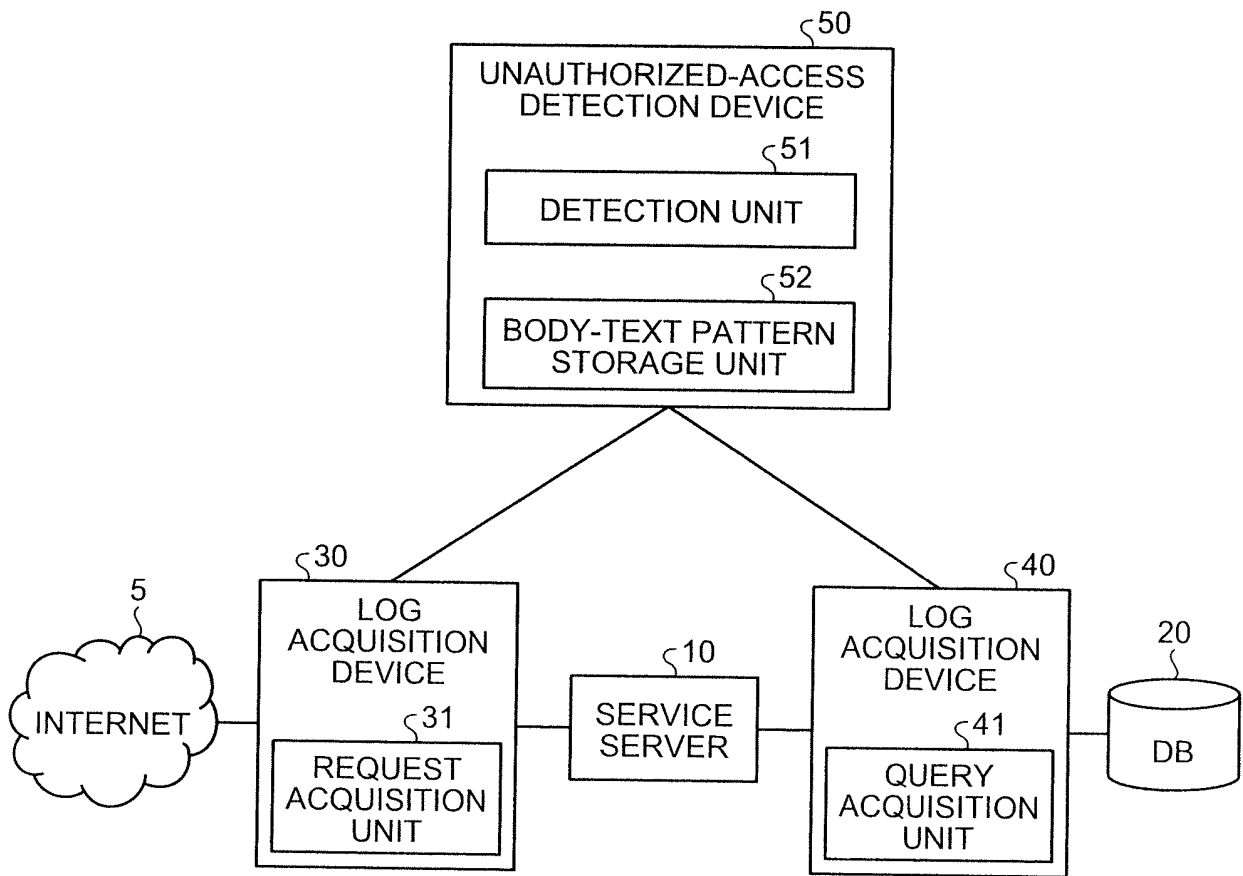 50
UNAUTHORIZED-ACCESS
DETECTION DEVICE
51
DETECTION UNIT
52
BODY-TEXT PATTERN
STORAGE UNIT
5
INTERNET
30
LOG
ACQUISITION
DEVICE
31
REQUEST
ACQUISITION
UNIT
10
SERVICE
SERVER
40
LOG
ACQUISITION
DEVICE
41
QUERY
ACQUISITION
UNIT
20
DB